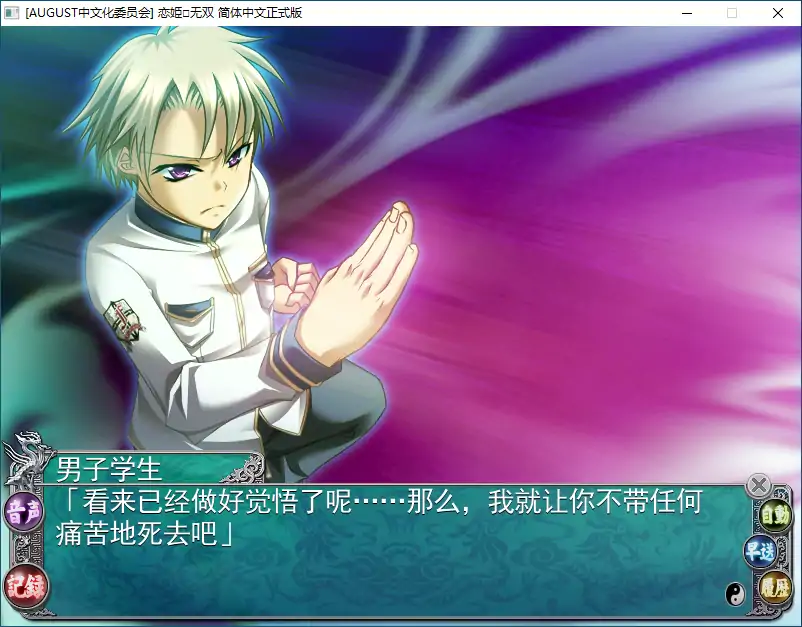 [AUGUST中文化委员会] 恋姫□无双 简体中文正式版
男子学生
「看来已经做好觉悟了呢……那么，我就让你不带任何
痛苦地死去吧」
音声
自動
早送
記録
履歴